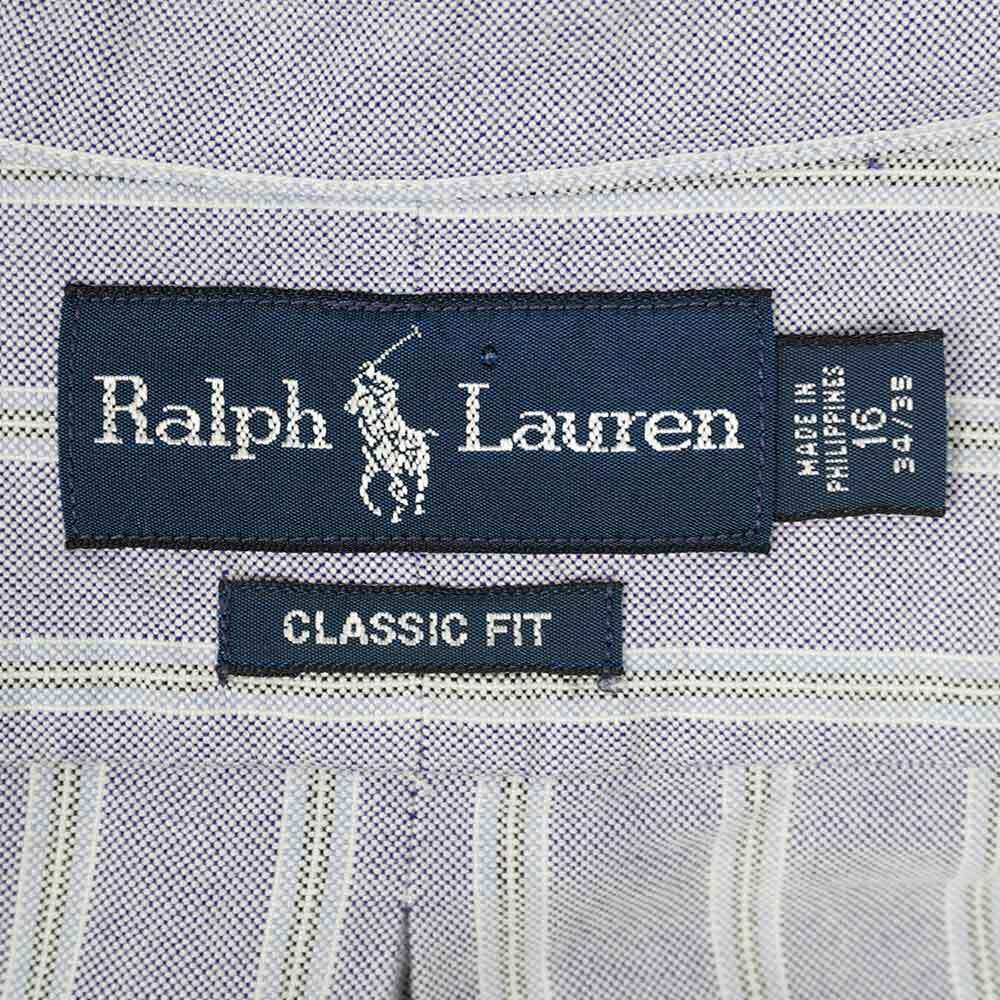 Ralph Lauren
MADE IN
PHILIPPINES
16
34/35
CLASSIC FIT